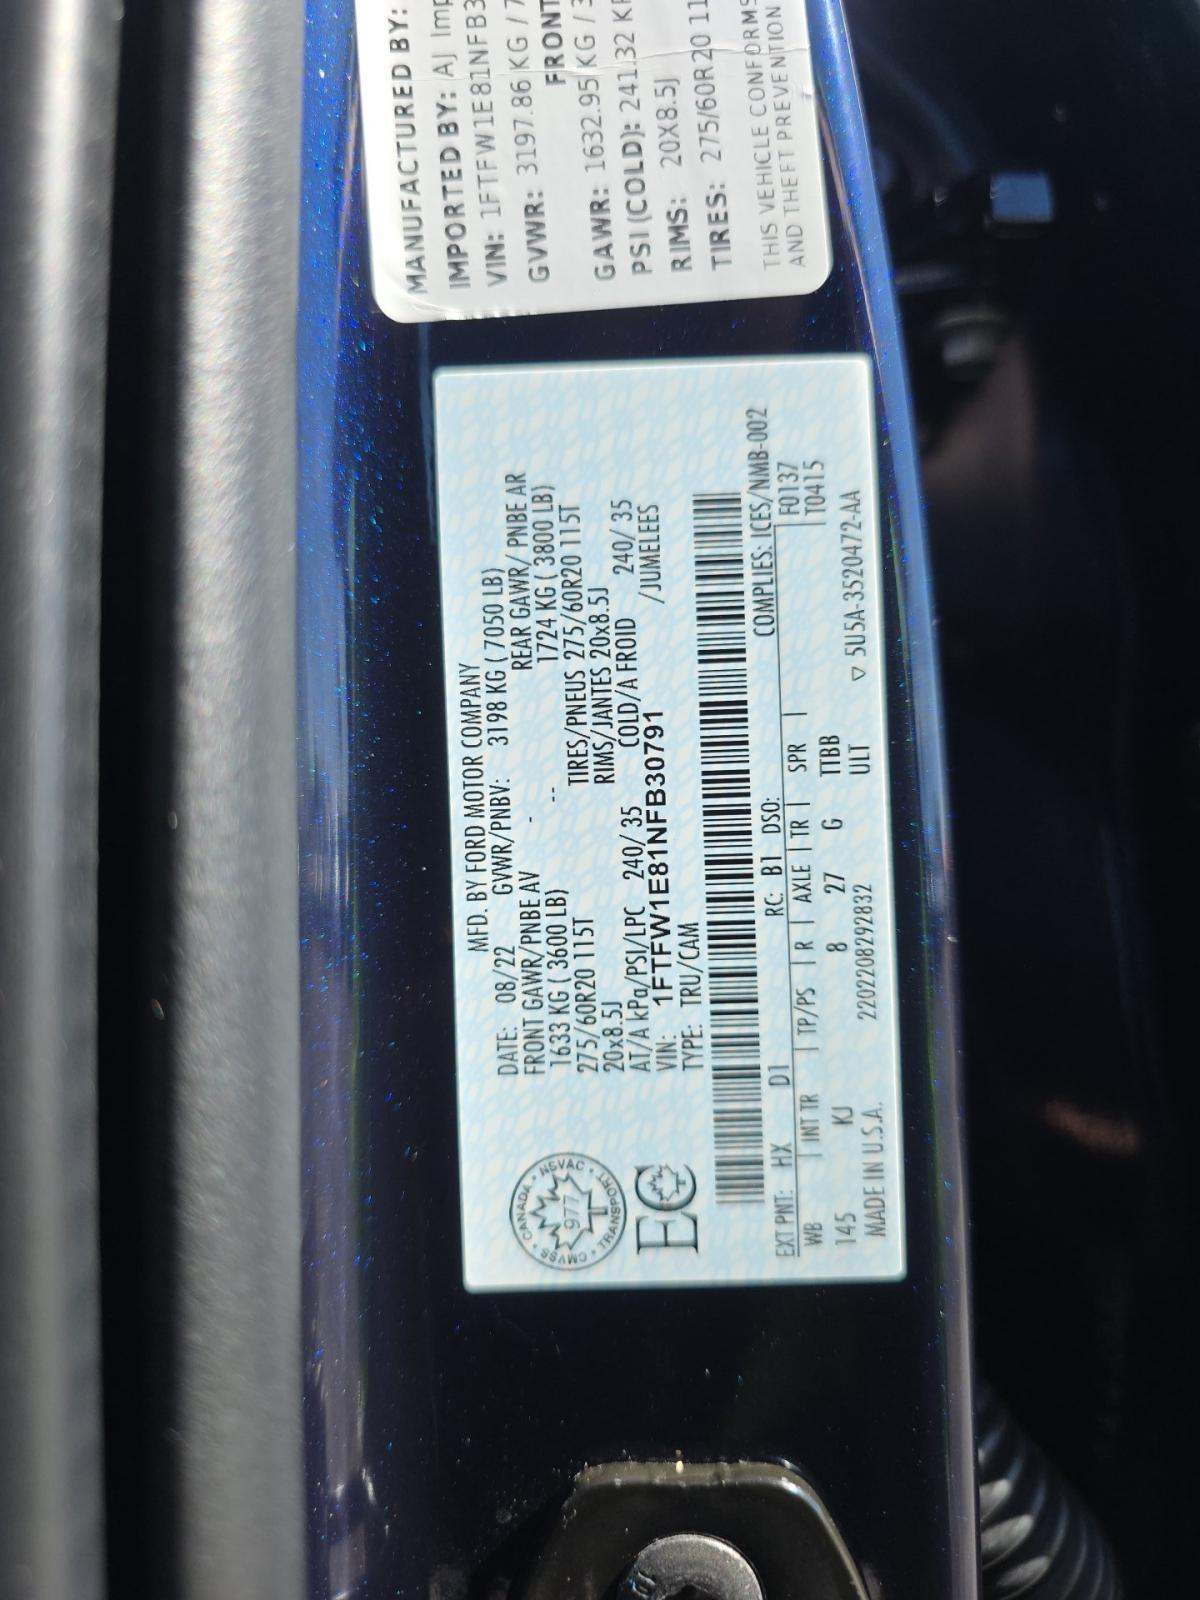 MFD. BY FORD MOTOR COMPANY
DATE: 08/22 GVWR/PNBV: 3198 KG ( 7050 LB)
FRONT GAWR/PNBE AV - REAR GAWR/ PNBE AR
1633 KG ( 3600 LB) -- 1724 KG ( 3800 LB)
275/60R20 115T TIRES/PNEUS 275/60R20 115T
20x8.5J RIMS/JANTES 20x8.5J
AT/A kPa/PSI/LPC 240/ 35 COLD/A FROID 240/ 35
VIN: 1FTFW1E81NFB30791 /JUMELEES
TYPE: TRU/CAM
CANADA · NSVAC · TRANSPORT · CMVSS
977
EC
COMPLIES: ICES/NMB-002
EXT PNT: HX D1 RC: B1 DSO: F0137
WB | INT TR | TP/PS | R | AXLE | TR | SPR | T0415
145 KJ 8 27 G TTBB
MADE IN U.S.A. 2202208292832 ULT ▽ 5U5A-3520472-AA
MANUFACTURED BY:
IMPORTED BY: AJ Imp
VIN: 1FTFW1E81NFB3
GVWR: 3197.86 KG / 7
FRONT
GAWR: 1632.95 KG / 3
PSI (COLD): 241.32 KP
RIMS: 20X8.5J
TIRES: 275/60R20 11
THIS VEHICLE CONFORMS
AND THEFT PREVENTION